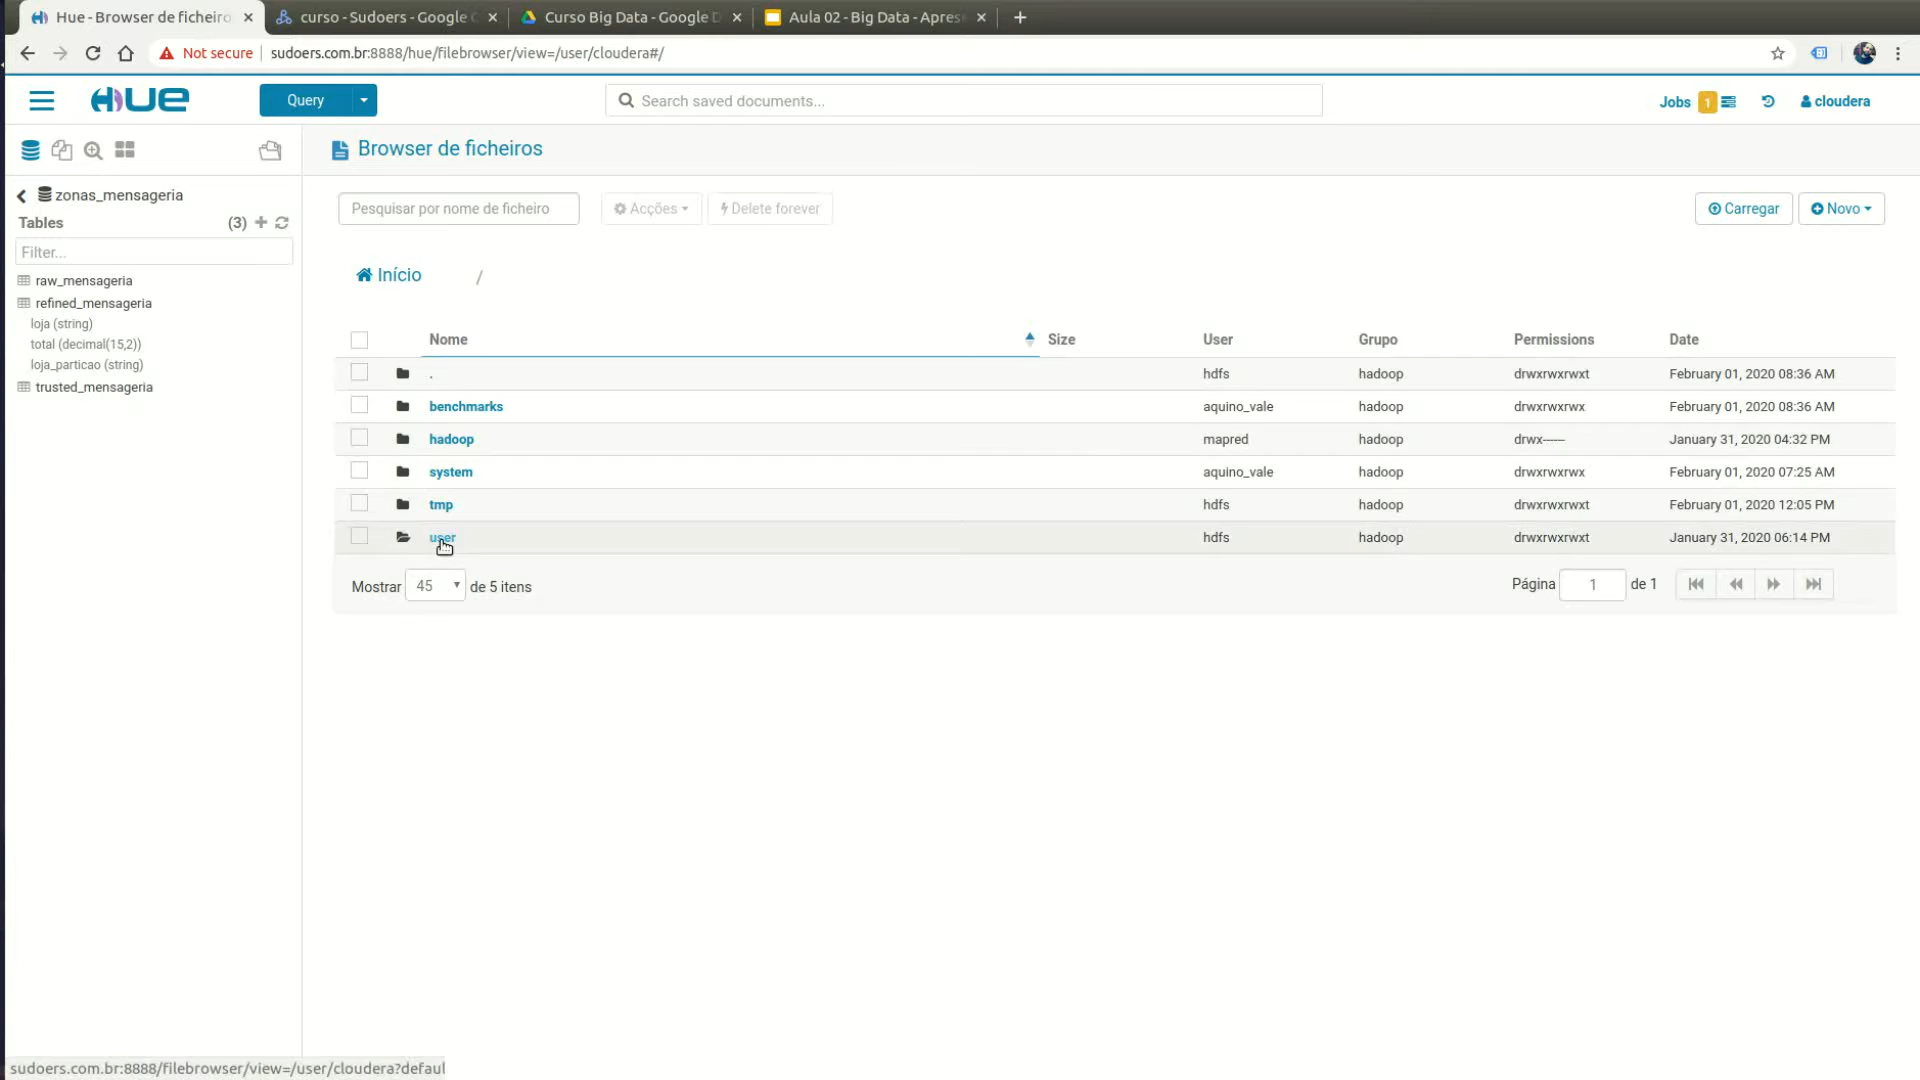 Hue - Browser de ficheiro
curso - Sudoers - Google C
Curso Big Data - Google D
Aula 02 - Big Data - Apres
Not secure
sudoers.com.br:8888/hue/filebrowser/view=/user/cloudera#/
HUE
Query
Search saved documents...
Jobs 1
cloudera
Browser de ficheiros
zonas_mensageria
Tables (3)
Filter...
raw_mensageria
refined_mensageria
loja (string)
total (decimal(15,2))
loja_particao (string)
trusted_mensageria
Pesquisar por nome de ficheiro
Acções
Delete forever
Carregar
Novo
Início /
Nome Size User Grupo Permissions Date
. hdfs hadoop drwxrwxrwxt February 01, 2020 08:36 AM
benchmarks aquino_vale hadoop drwxrwxrwx February 01, 2020 08:36 AM
hadoop mapred hadoop drwx------ January 31, 2020 04:32 PM
system aquino_vale hadoop drwxrwxrwx February 01, 2020 07:25 AM
tmp hdfs hadoop drwxrwxrwxt February 01, 2020 12:05 PM
user hdfs hadoop drwxrwxrwxt January 31, 2020 06:14 PM
Mostrar 45 de 5 itens
Página 1 de 1
sudoers.com.br:8888/filebrowser/view=/user/cloudera?defaul